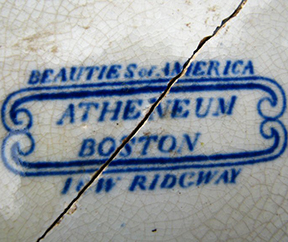 BEAUTIES OF AMERICA
ATHENEUM
BOSTON
I & W RIDGWAY